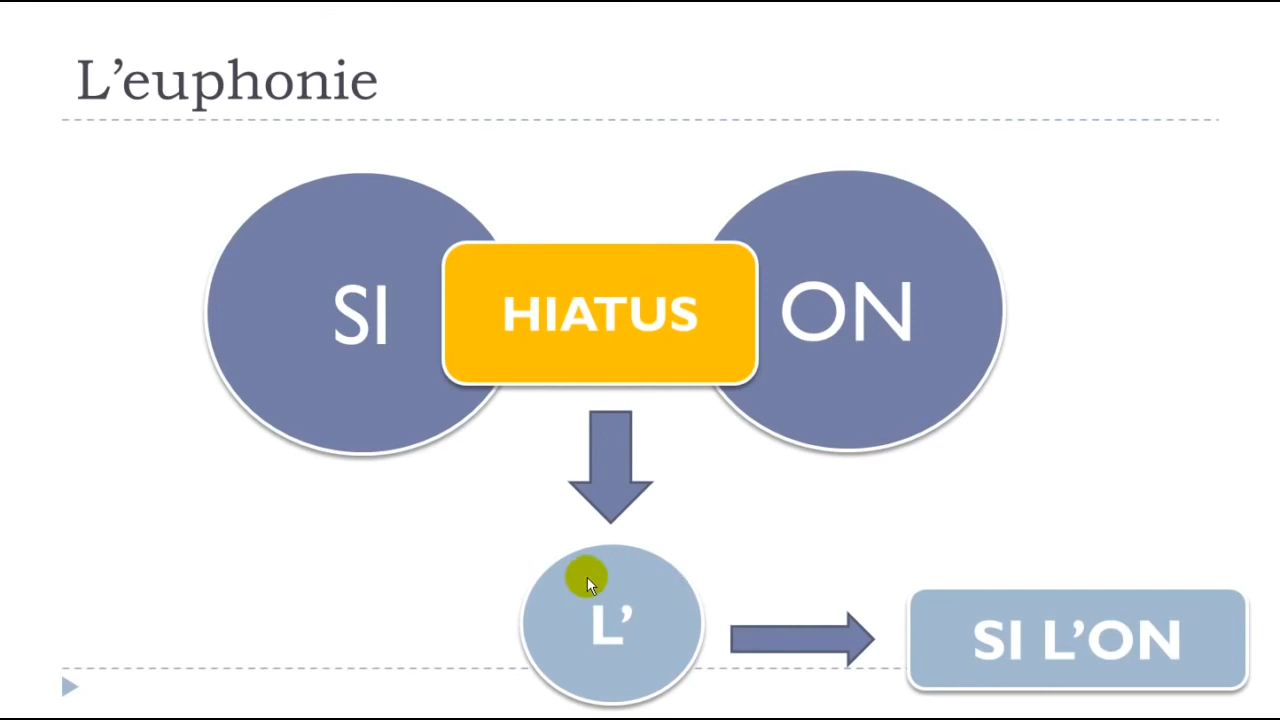 L’euphonie
SI
HIATUS
ON
L’
SI L’ON